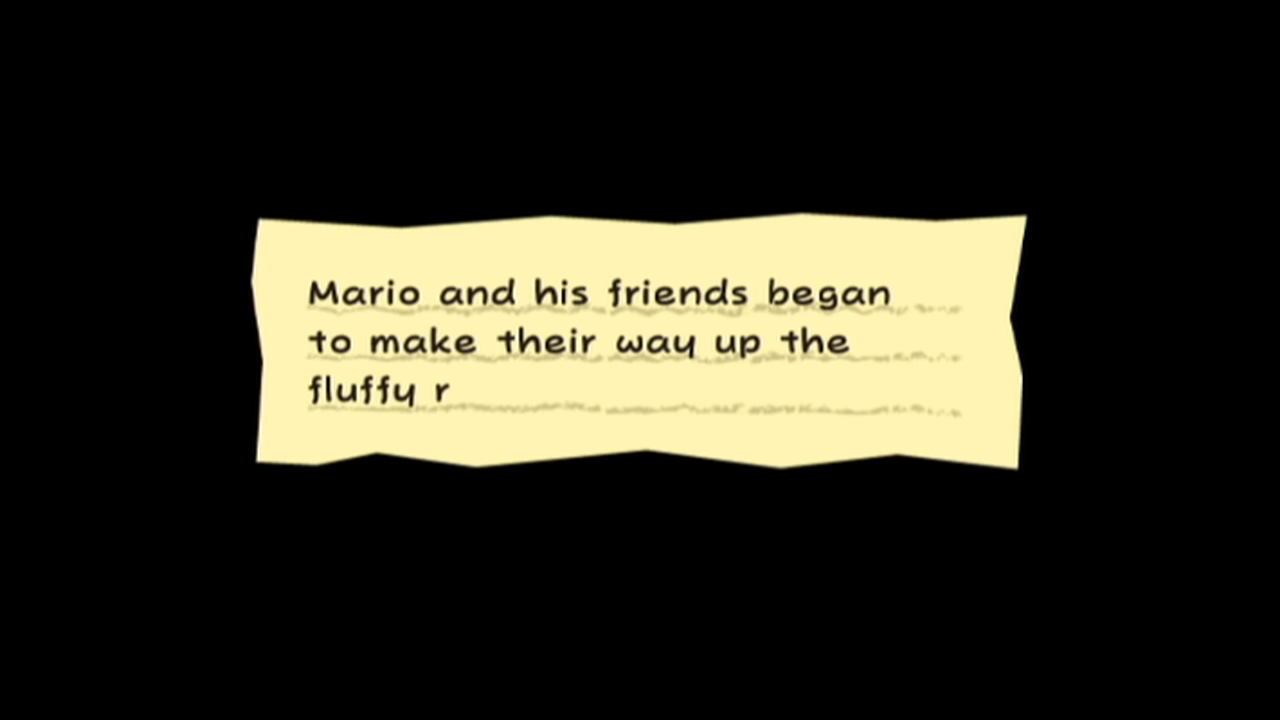 Mario and his friends began
to make their way up the
fluffy r